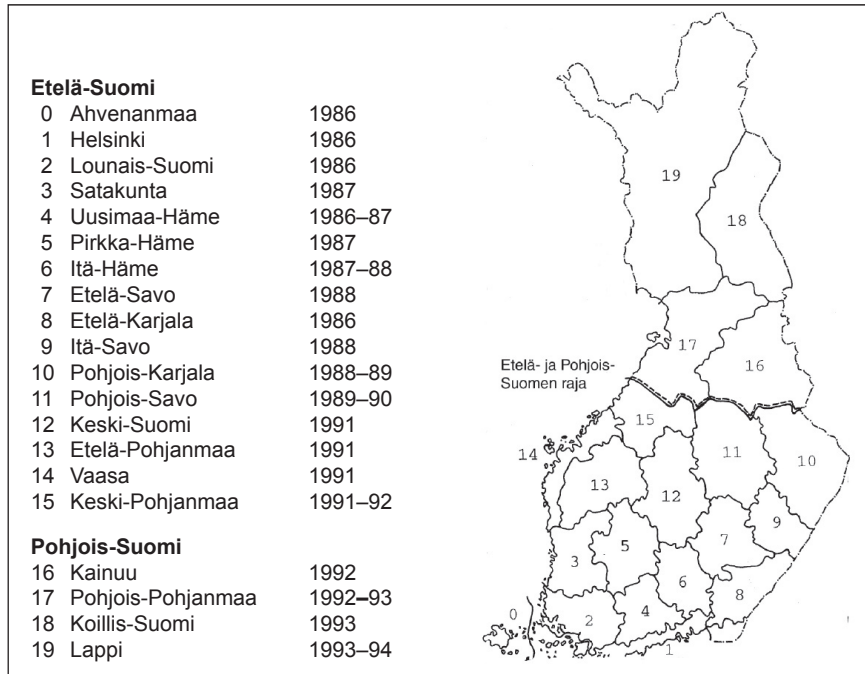 Etelä-Suomi
0 Ahvenanmaa 1986
1 Helsinki 1986
2 Lounais-Suomi 1986
3 Satakunta 1987
4 Uusimaa-Häme 1986–87
5 Pirkka-Häme 1987
6 Itä-Häme 1987–88
7 Etelä-Savo 1988
8 Etelä-Karjala 1986
9 Itä-Savo 1988
10 Pohjois-Karjala 1988–89
11 Pohjois-Savo 1989–90
12 Keski-Suomi 1991
13 Etelä-Pohjanmaa 1991
14 Vaasa 1991
15 Keski-Pohjanmaa 1991–92
Pohjois-Suomi
16 Kainuu 1992
17 Pohjois-Pohjanmaa 1992–93
18 Koillis-Suomi 1993
19 Lappi 1993–94
19
18
17
16
Etelä- ja Pohjois-
Suomen raja
15
14
11
10
13
12
9
5
7
3
6
8
0
2
4
1